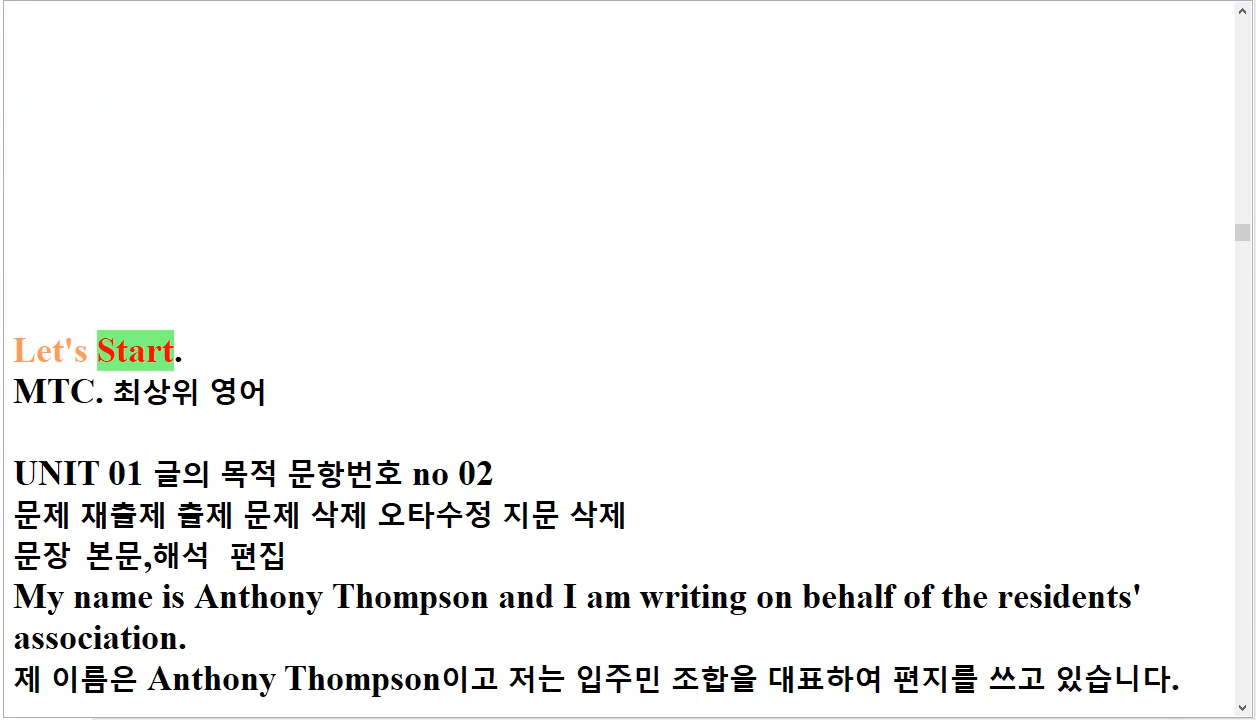 Let's Start.
MTC. 최상위 영어
UNIT 01 글의 목적 문항번호 no 02
문제 재출제 출제 문제 삭제 오타수정 지문 삭제
문장 본문,해석 편집
My name is Anthony Thompson and I am writing on behalf of the residents'
association.
제 이름은 Anthony Thompson이고 저는 입주민 조합을 대표하여 편지를 쓰고 있습니다.